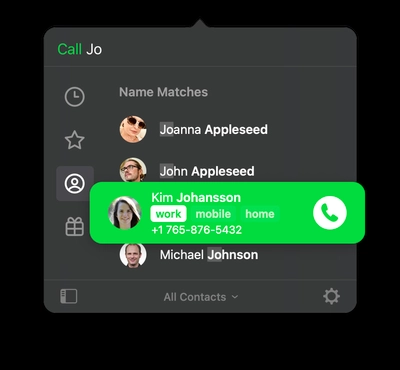 Call Jo
Name Matches
Joanna Appleseed
John Appleseed
Kim Johansson
work mobile home
+1 765-876-5432
Michael Johnson
All Contacts